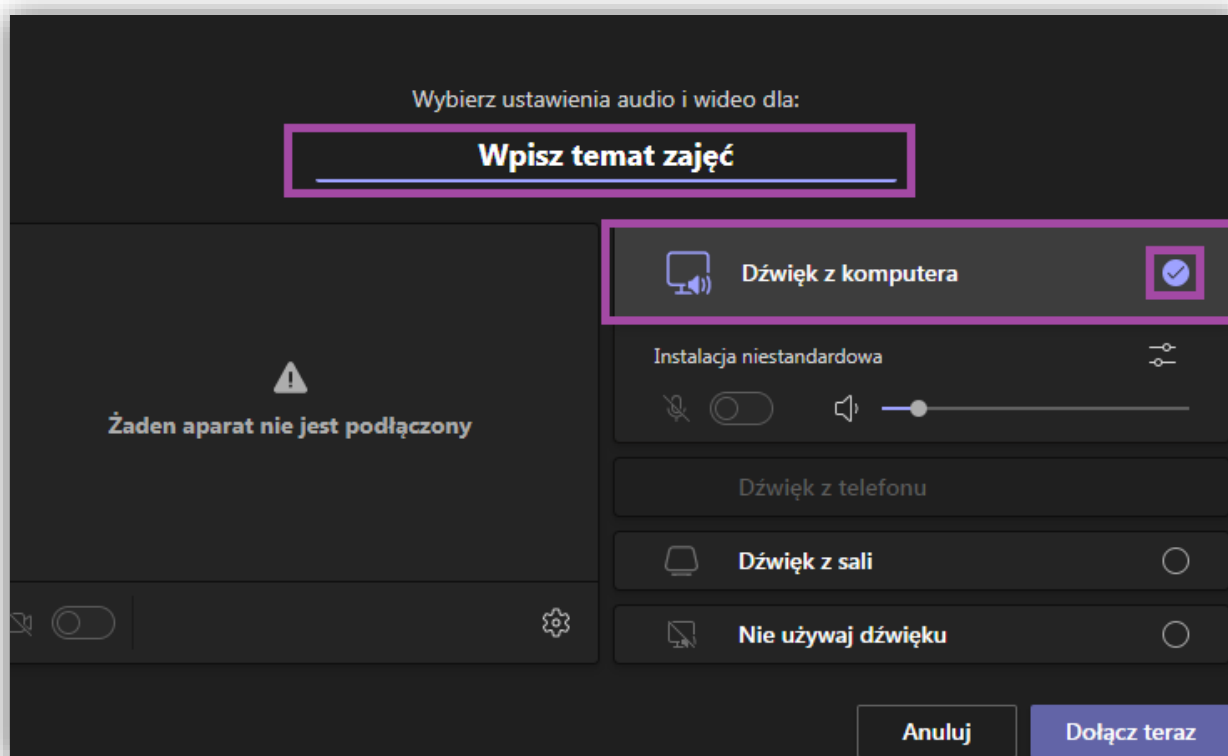 Wybierz ustawienia audio i wideo dla:
Wpisz temat zajęć
Żaden aparat nie jest podłączony
Dźwięk z komputera
Instalacja niestandardowa
Dźwięk z telefonu
Dźwięk z sali
Nie używaj dźwięku
Anuluj
Dołącz teraz